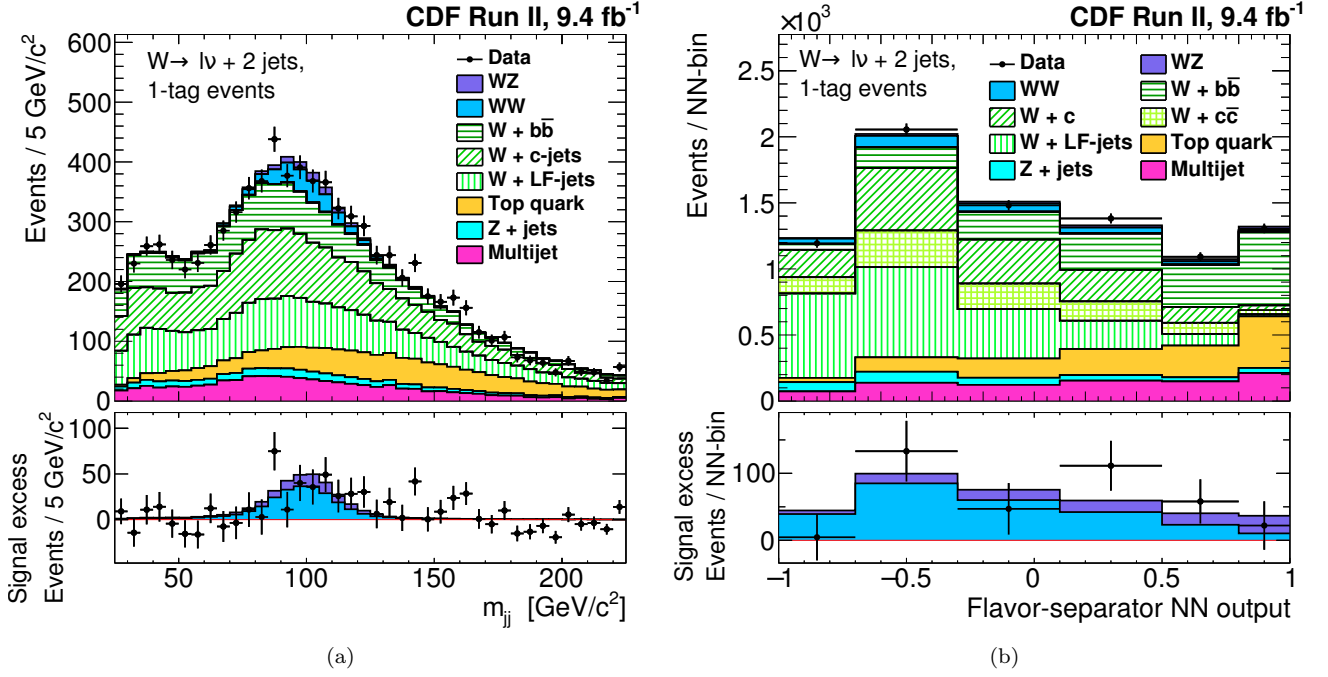 CDF Run II, 9.4 fb-1
Events / 5 GeV/c2
600
500
400
300
200
100
0
W→ lν + 2 jets,
1-tag events
Data
WZ
WW
W + bb̅
W + c-jets
W + LF-jets
Top quark
Z + jets
Multijet
Signal excess
Events / 5 GeV/c2
100
50
0
50 100 150 200
mjj [GeV/c2]
(a)
×103
CDF Run II, 9.4 fb-1
Events / NN-bin
2.5
2
1.5
1
0.5
0
W→ lν + 2 jets,
1-tag events
Data WZ
WW W + bb̅
W + c W + cc̅
W + LF-jets Top quark
Z + jets Multijet
Signal excess
Events / NN-bin
100
50
0
−1 −0.5 0 0.5 1
Flavor-separator NN output
(b)